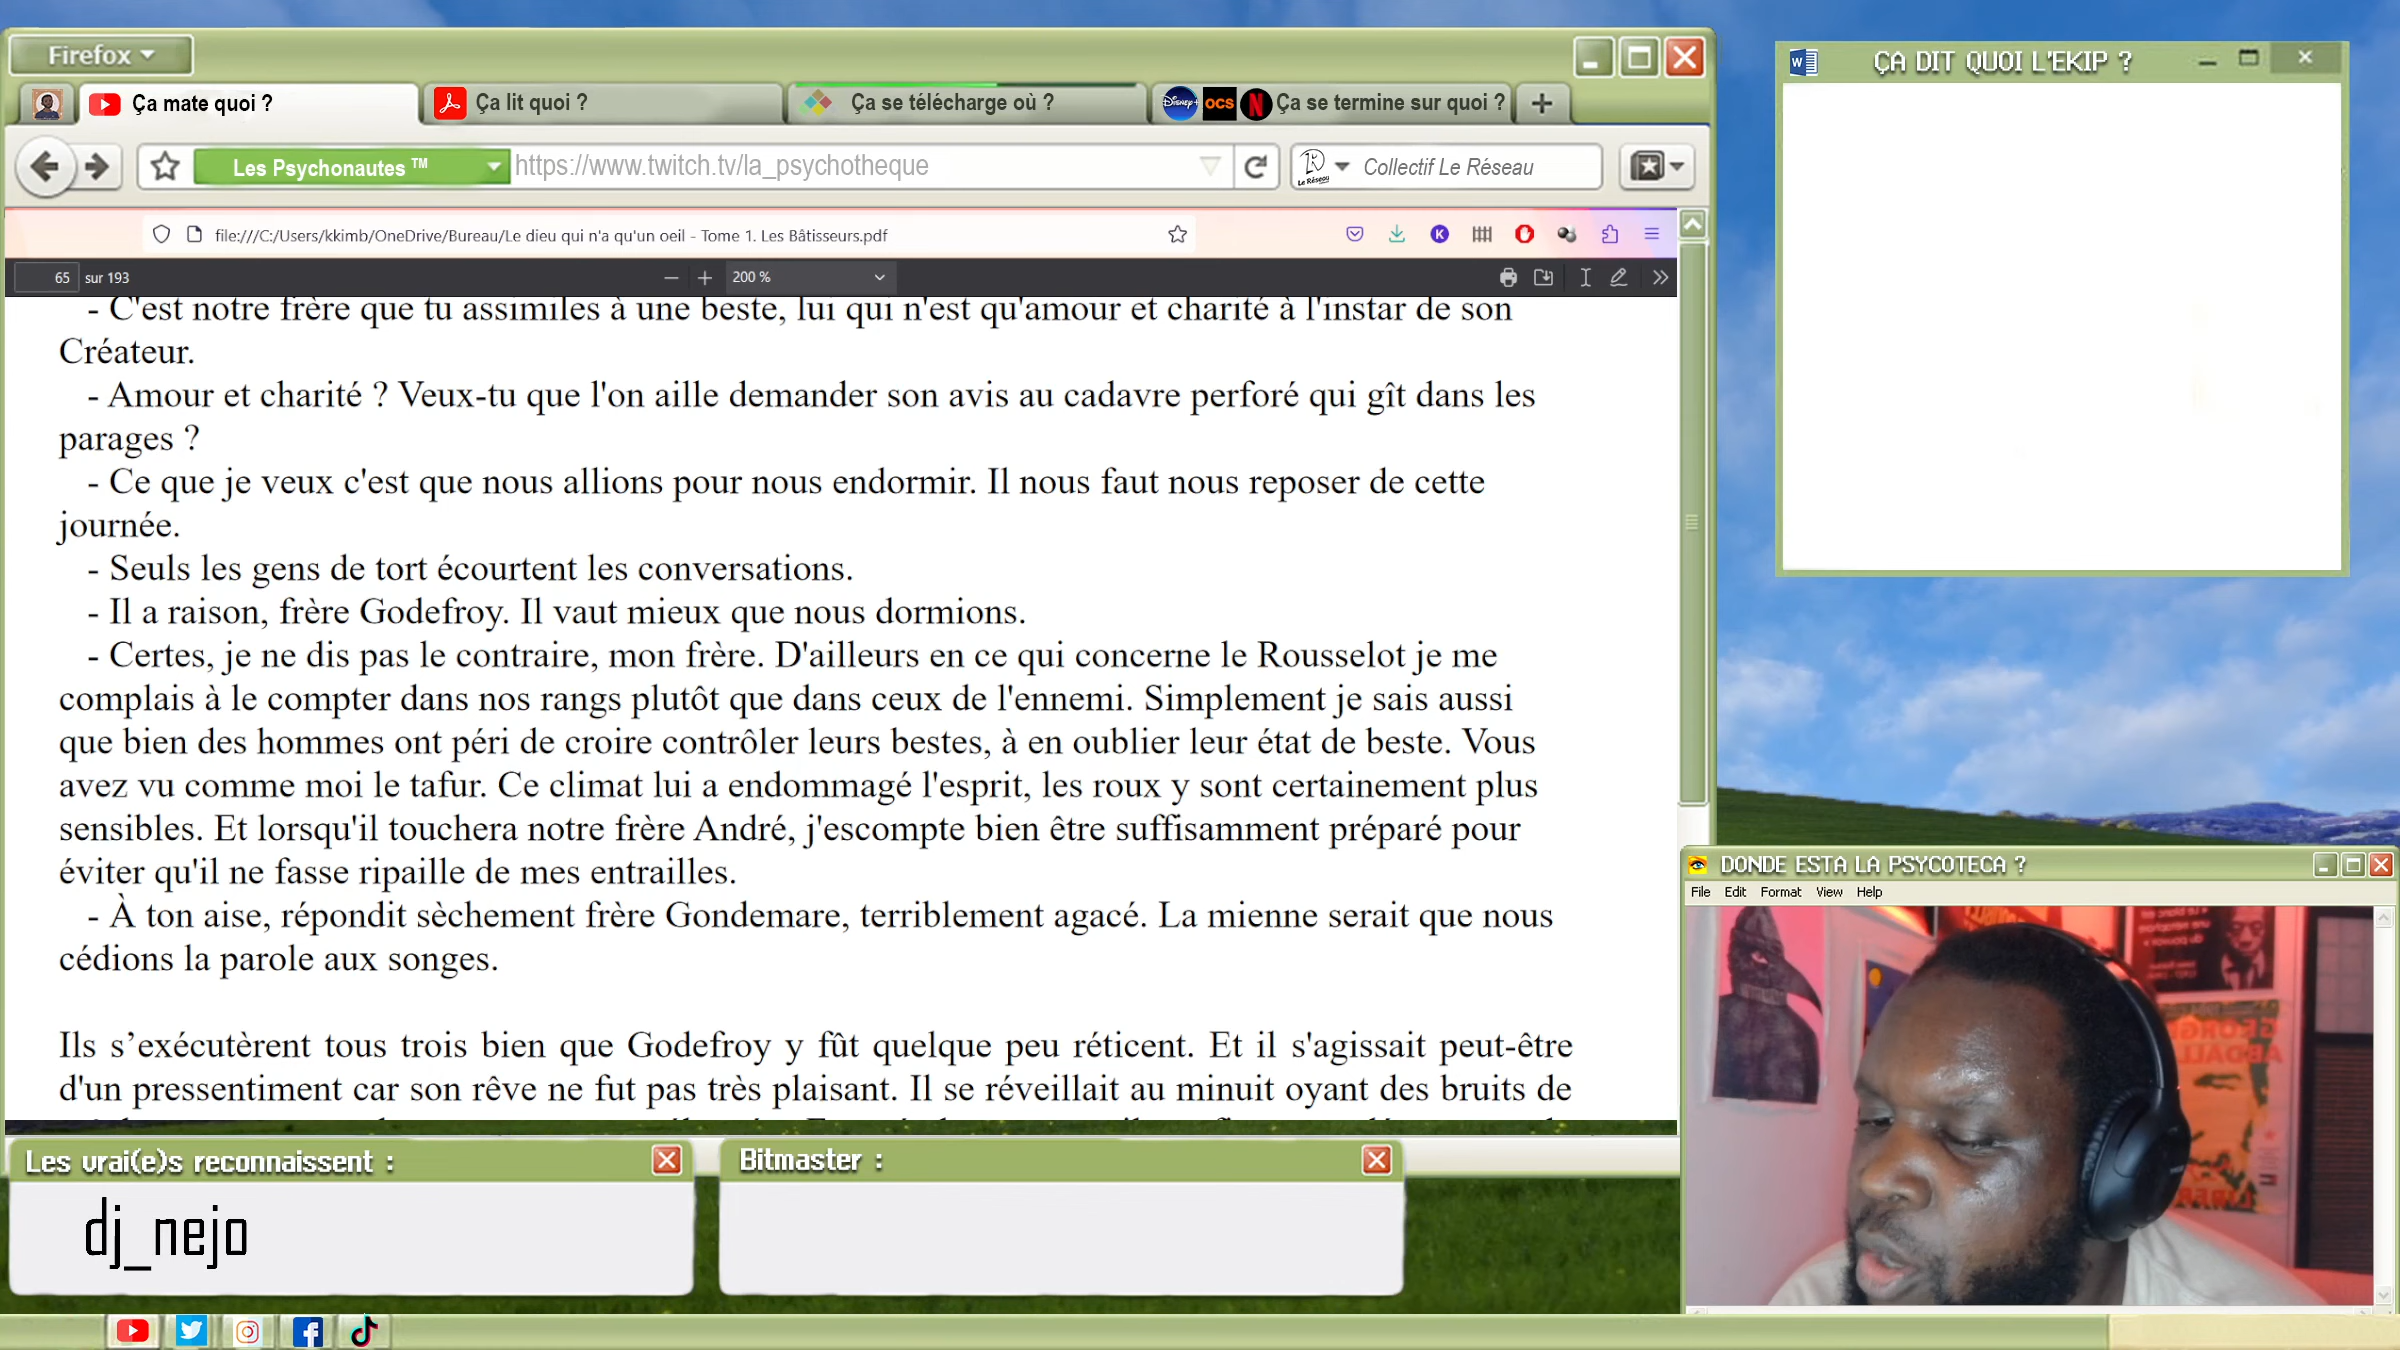 Firefox
Ça mate quoi ?
Ça lit quoi ?
Ça se télécharge où ?
Disney+ OCS N Ça se termine sur quoi ?
Les Psychonautes ™
https://www.twitch.tv/la_psychotheque
Le Réseau
Collectif Le Réseau
file:///C:/Users/kkimb/OneDrive/Bureau/Le dieu qui n'a qu'un oeil - Tome 1. Les Bâtisseurs.pdf
65 sur 193
200 %
- C'est notre frère que tu assimiles à une beste, lui qui n'est qu'amour et charité à l'instar de son
Créateur.
- Amour et charité ? Veux-tu que l'on aille demander son avis au cadavre perforé qui gît dans les
parages ?
- Ce que je veux c'est que nous allions pour nous endormir. Il nous faut nous reposer de cette
journée.
- Seuls les gens de tort écourtent les conversations.
- Il a raison, frère Godefroy. Il vaut mieux que nous dormions.
- Certes, je ne dis pas le contraire, mon frère. D'ailleurs en ce qui concerne le Rousselot je me
complais à le compter dans nos rangs plutôt que dans ceux de l'ennemi. Simplement je sais aussi
que bien des hommes ont péri de croire contrôler leurs bestes, à en oublier leur état de beste. Vous
avez vu comme moi le tafur. Ce climat lui a endommagé l'esprit, les roux y sont certainement plus
sensibles. Et lorsqu'il touchera notre frère André, j'escompte bien être suffisamment préparé pour
éviter qu'il ne fasse ripaille de mes entrailles.
- À ton aise, répondit sèchement frère Gondemare, terriblement agacé. La mienne serait que nous
cédions la parole aux songes.
Ils s’exécutèrent tous trois bien que Godefroy y fût quelque peu réticent. Et il s'agissait peut-être
d'un pressentiment car son rêve ne fut pas très plaisant. Il se réveillait au minuit oyant des bruits de
ÇA DIT QUOI L'EKIP ?
DONDE ESTA LA PSYCOTECA ?
File Edit Format View Help
Les vrai(e)s reconnaissent :
dj_nejo
Bitmaster :